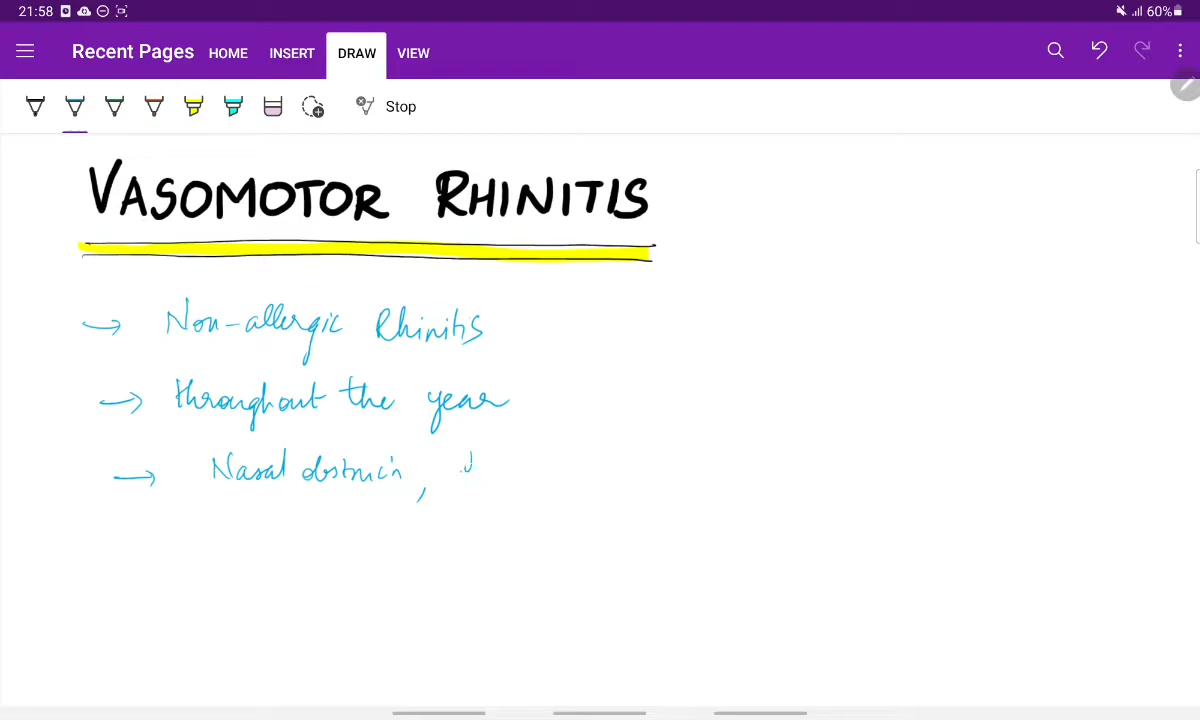 21:58 60%
Recent Pages HOME INSERT DRAW VIEW
Stop
VASOMOTOR RHINITIS
→ Non-allergic Rhinitis
→ throughout the year
→ Nasal obstruc'n,